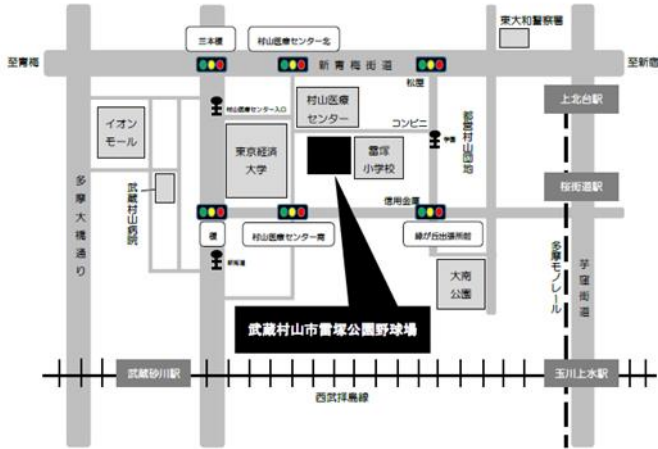 東大和警察署
三本榎
村山医療センター北
至青梅
新青梅街道
至新宿
松屋
上北台駅
村山医療センター入口
村山医療
センター
コンビニ
学園
都営村山団地
イオン
モール
東京経済
大学
雷塚
小学校
武蔵村山病院
多摩大橋通り
桜街道駅
信用金庫
榎
村山医療センター南
緑が丘出張所前
新街道
大南
公園
多摩モノレール
芋窪街道
武蔵村山市雷塚公園野球場
武蔵砂川駅
玉川上水駅
西武拝島線